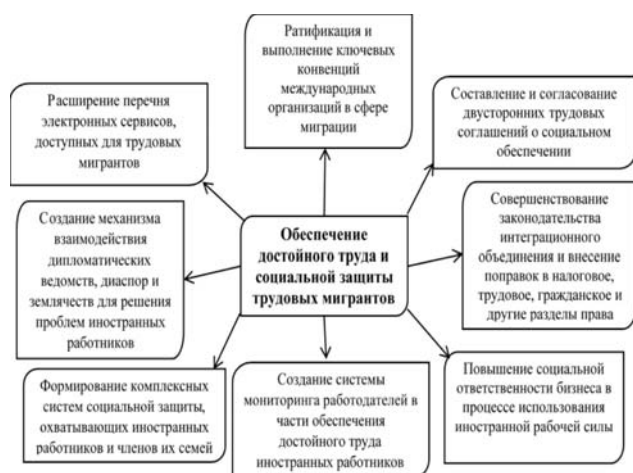 Ратификация и
выполнение ключевых
конвенций
международных
организаций в сфере
миграции
Расширение перечня
электронных сервисов,
доступных для трудовых
мигрантов
Составление и согласование
двусторонних трудовых
соглашений о социальном
обеспечении
Создание механизма
взаимодействия
дипломатических
ведомств, диаспор и
землячеств для решения
проблем иностранных
работников
Обеспечение
достойного труда и
социальной защиты
трудовых мигрантов
Совершенствование
законодательства
интеграционного
объединения и внесение
поправок в налоговое,
трудовое, гражданское и
другие разделы права
Формирование комплексных
систем социальной защиты,
охватывающих иностранных
работников и членов их семей
Создание системы
мониторинга работодателей в
части обеспечения
достойного труда
иностранных работников
Повышение социальной
ответственности бизнеса в
процессе использования
иностранной рабочей силы